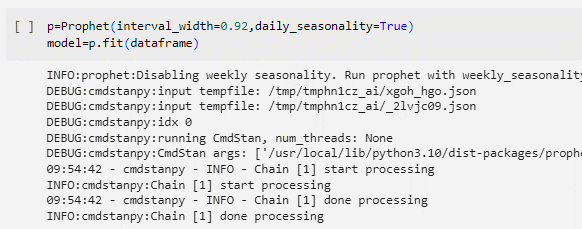 [ ] p=Prophet(interval_width=0.92,daily_seasonality=True)
model=p.fit(dataframe)
INFO:prophet:Disabling weekly seasonality. Run prophet with weekly_seasonality
DEBUG:cmdstanpy:input tempfile: /tmp/tmphn1cz_ai/xgoh_hgo.json
DEBUG:cmdstanpy:input tempfile: /tmp/tmphn1cz_ai/_2lvjc09.json
DEBUG:cmdstanpy:idx 0
DEBUG:cmdstanpy:running CmdStan, num_threads: None
DEBUG:cmdstanpy:CmdStan args: ['/usr/local/lib/python3.10/dist-packages/prophe
09:54:42 - cmdstanpy - INFO - Chain [1] start processing
INFO:cmdstanpy:Chain [1] start processing
09:54:42 - cmdstanpy - INFO - Chain [1] done processing
INFO:cmdstanpy:Chain [1] done processing